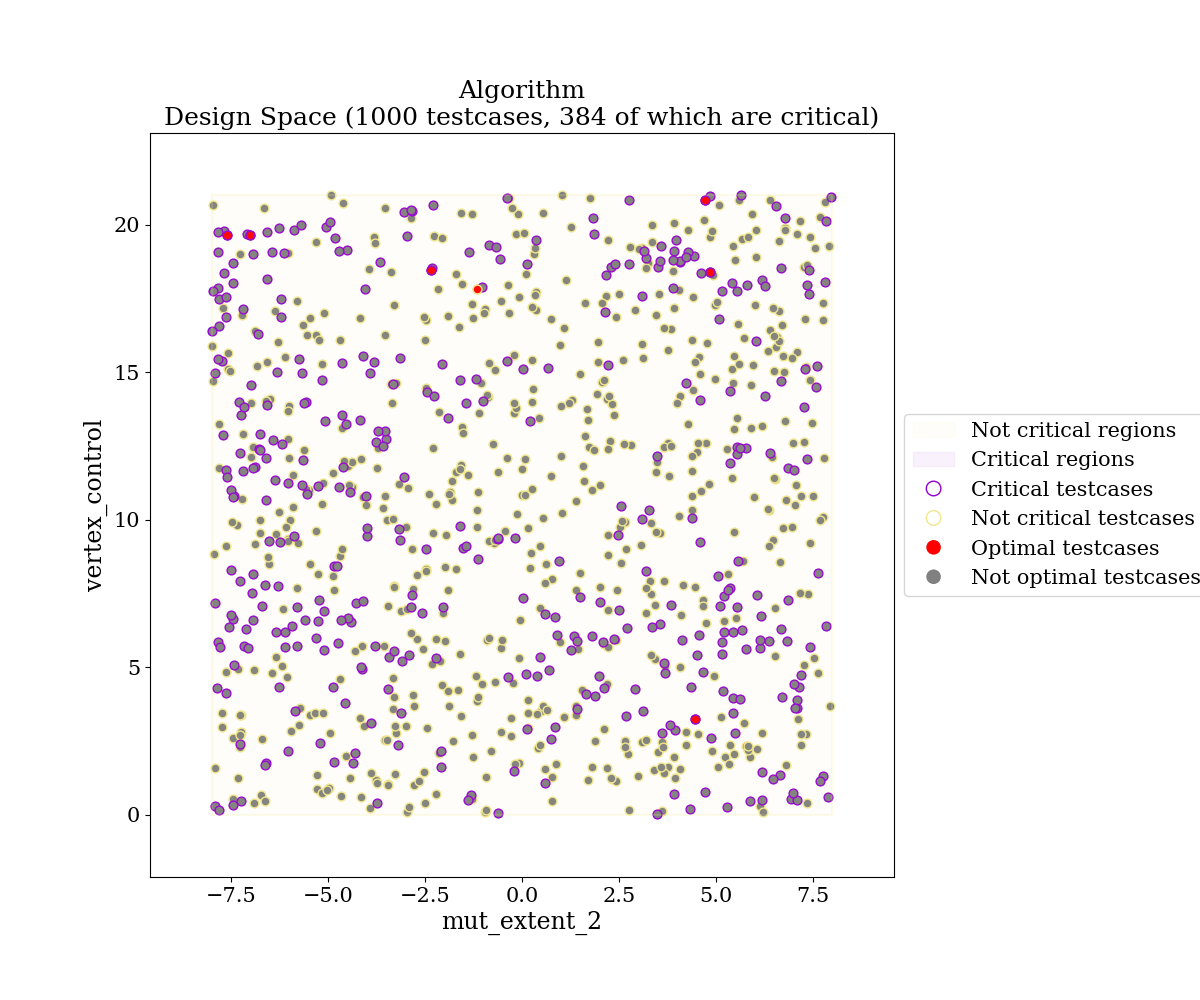 Algorithm
Design Space (1000 testcases, 384 of which are critical)
20
15
10
5
0
vertex_control
−7.5
−5.0
−2.5
0.0
2.5
5.0
7.5
mut_extent_2
Not critical regions
Critical regions
Critical testcases
Not critical testcases
Optimal testcases
Not optimal testcases